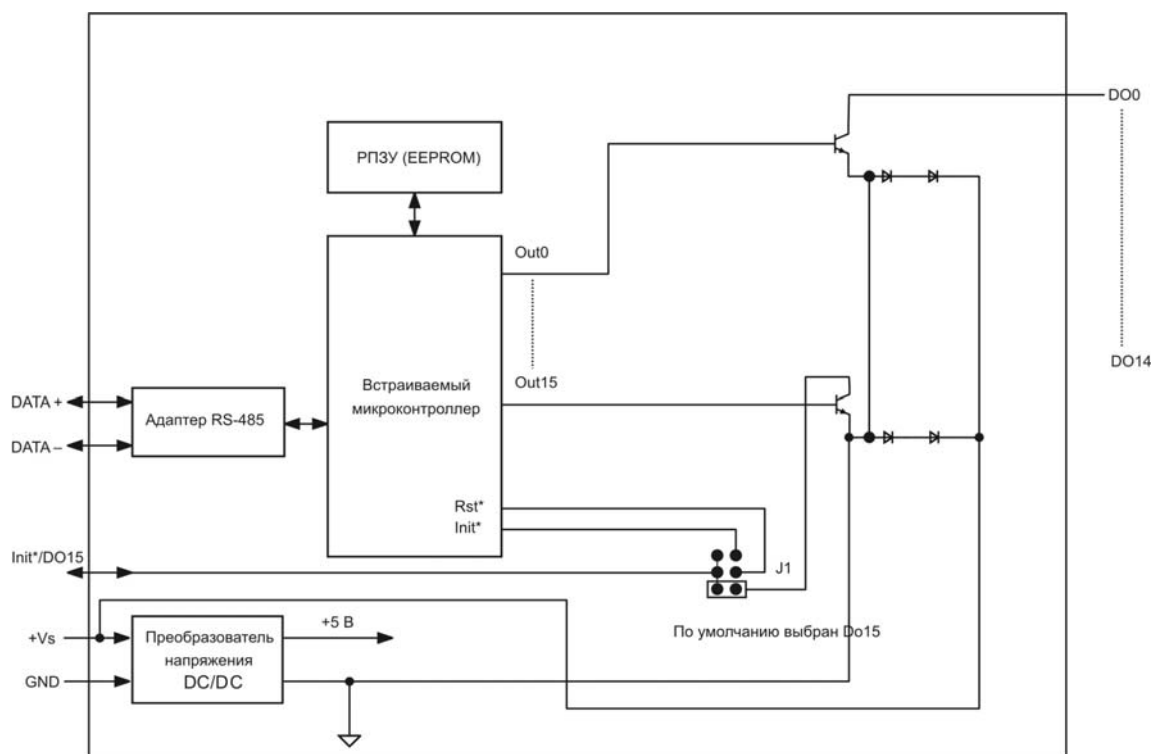 DO0
РПЗУ (EEPROM)
Out0
DO14
Out15
Встраиваемый
микроконтроллер
DATA +
Адаптер RS-485
DATA –
Rst*
Init*
Init*/DO15
J1
+Vs
Преобразователь
напряжения
DC/DC
+5 В
По умолчанию выбран Do15
GND